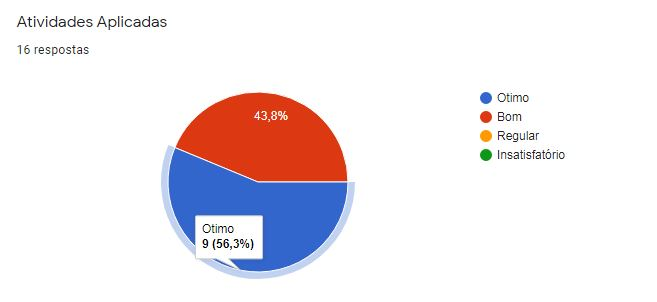 Atividades Aplicadas
16 respostas
43,8%
Otimo
9 (56,3%)
Otimo
Bom
Regular
Insatisfatório